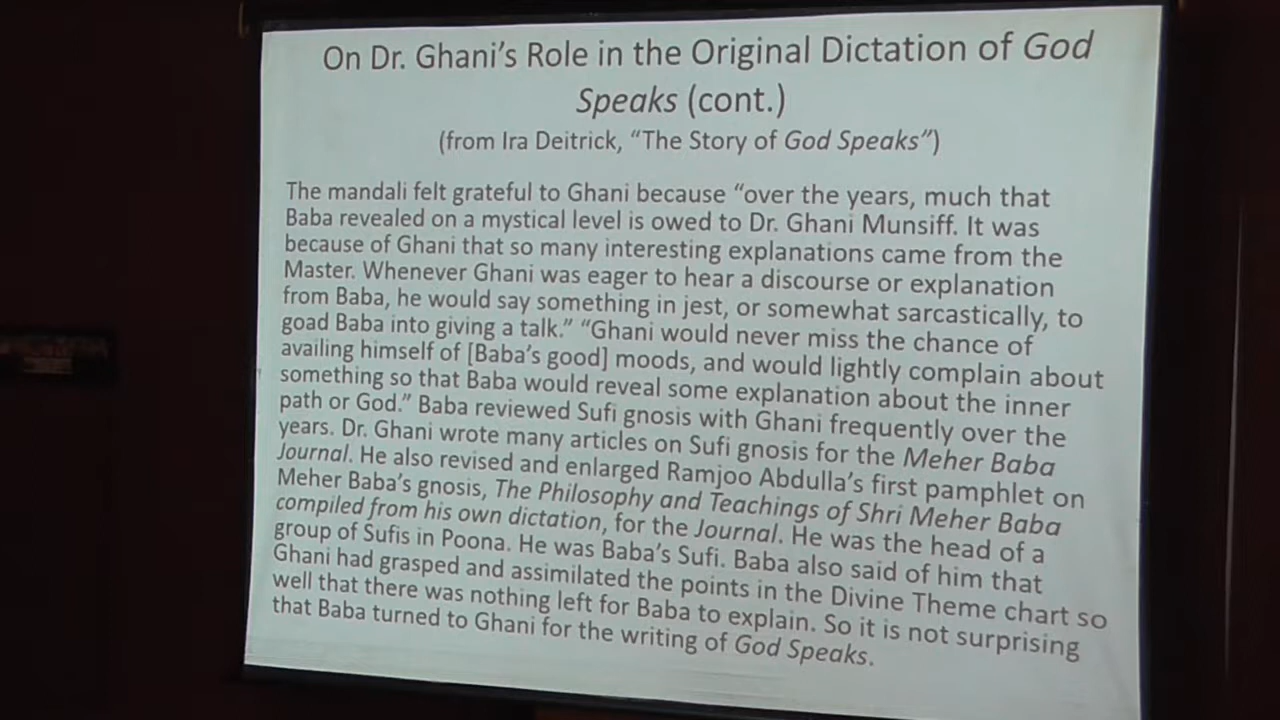 On Dr. Ghani's Role in the Original Dictation of God
Speaks (cont.)
(from Ira Deitrick, “The Story of God Speaks”)
The mandali felt grateful to Ghani because “over the years, much that
Baba revealed on a mystical level is owed to Dr. Ghani Munsiff. It was
because of Ghani that so many interesting explanations came from the
Master. Whenever Ghani was eager to hear a discourse or explanation
from Baba, he would say something in jest, or somewhat sarcastically, to
goad Baba into giving a talk.” “Ghani would never miss the chance of
availing himself of [Baba's good] moods, and would lightly complain about
something so that Baba would reveal some explanation about the inner
path or God.” Baba reviewed Sufi gnosis with Ghani frequently over the
years. Dr. Ghani wrote many articles on Sufi gnosis for the Meher Baba
Journal. He also revised and enlarged Ramjoo Abdulla's first pamphlet on
Meher Baba's gnosis, The Philosophy and Teachings of Shri Meher Baba
compiled from his own dictation, for the Journal. He was the head of a
group of Sufis in Poona. He was Baba's Sufi. Baba also said of him that
Ghani had grasped and assimilated the points in the Divine Theme chart so
well that there was nothing left for Baba to explain. So it is not surprising
that Baba turned to Ghani for the writing of God Speaks.